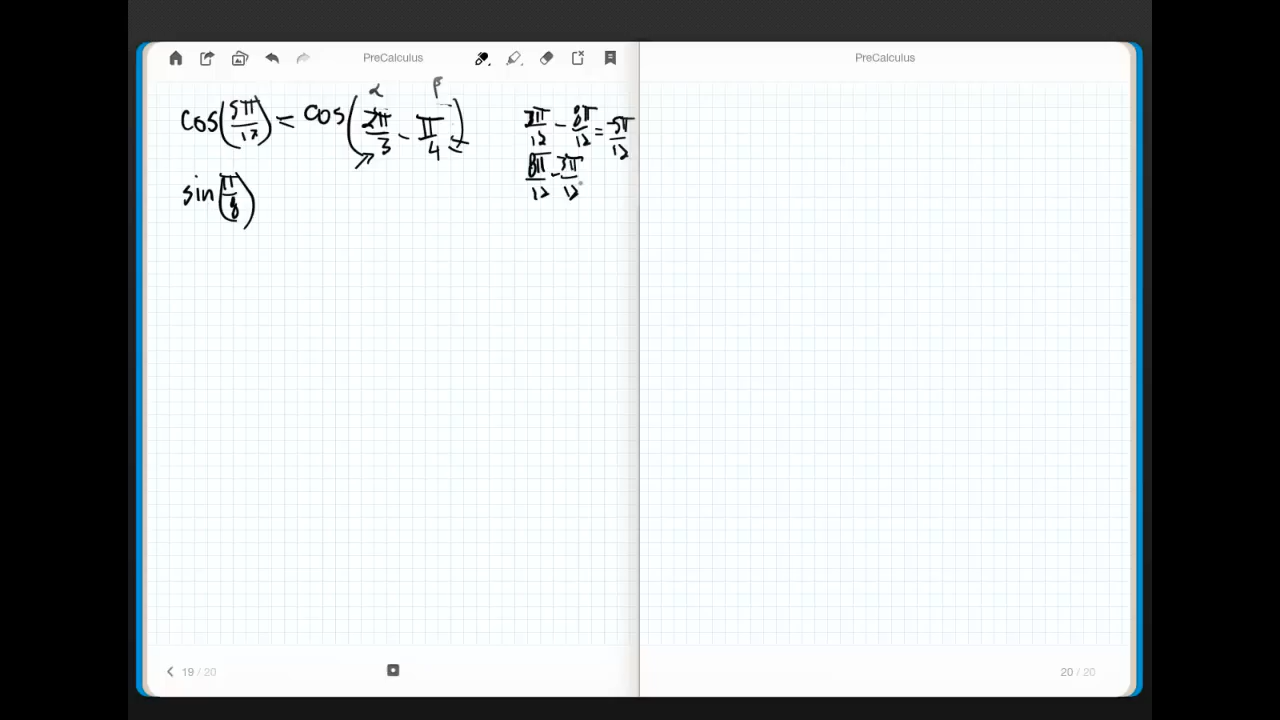 PreCalculus
PreCalculus
α β
cos(5π/12) = cos(2π/3 - π/4)
3π/12 - 8π/12 = -5π/12
8π/12 - 3π/12
sin(π/8)
19 / 20
20 / 20